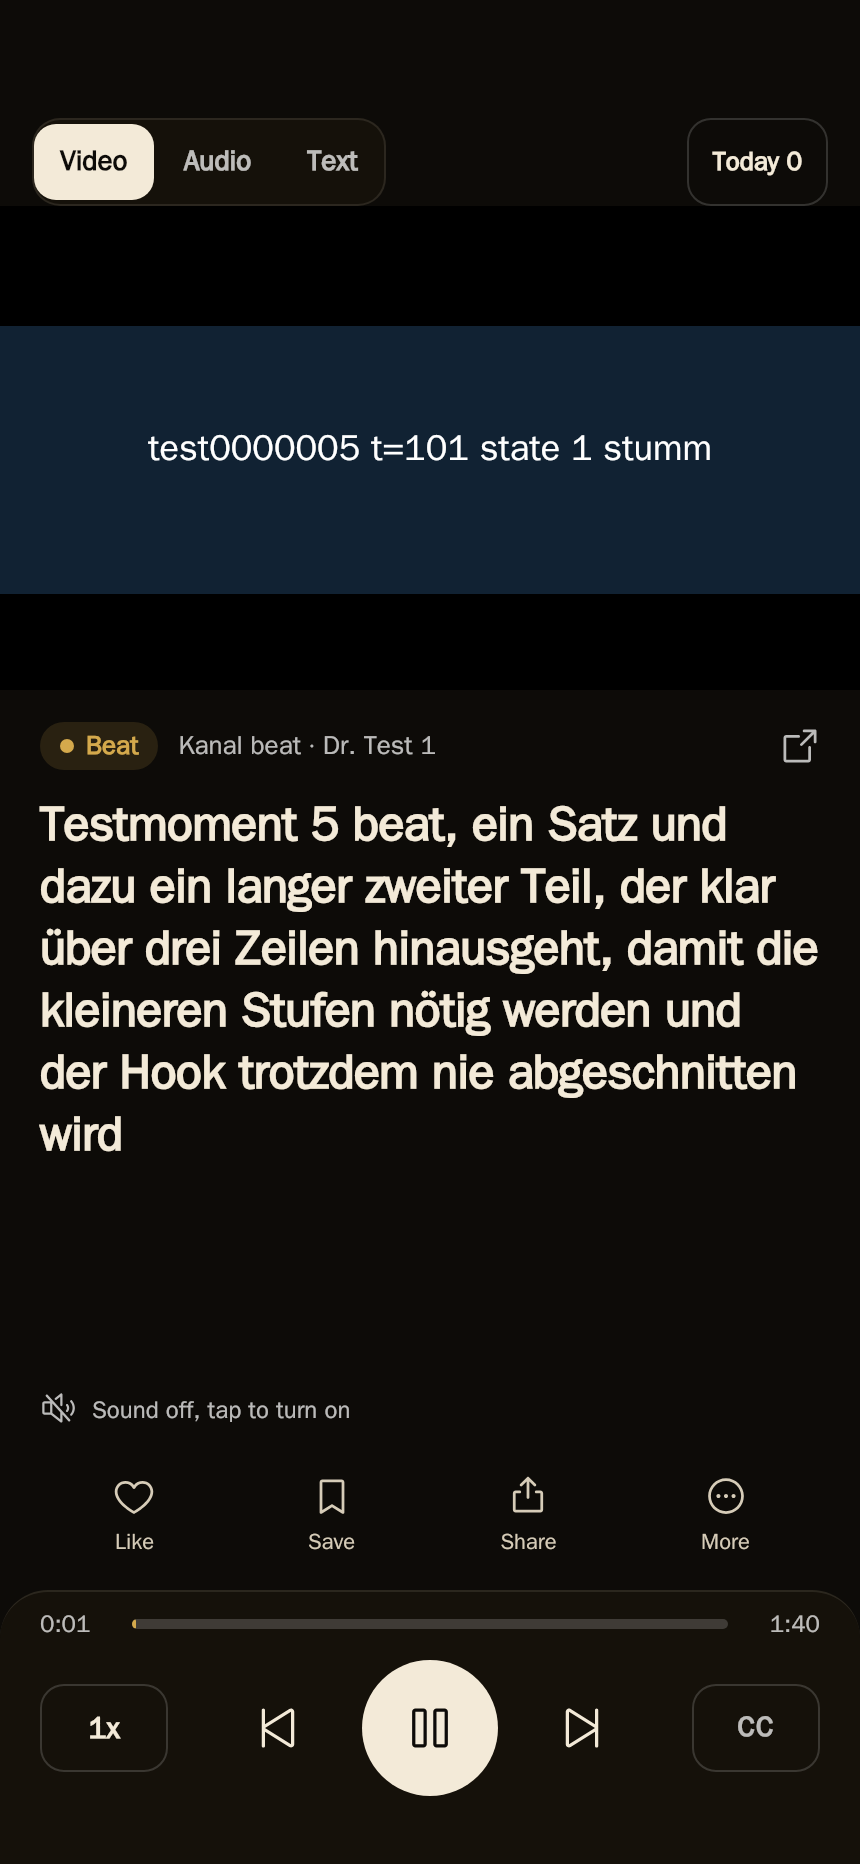 Video Audio Text Today 0
test0000005 t=101 state 1 stumm
Beat Kanal beat · Dr. Test 1
Testmoment 5 beat, ein Satz und
dazu ein langer zweiter Teil, der klar
über drei Zeilen hinausgeht, damit die
kleineren Stufen nötig werden und
der Hook trotzdem nie abgeschnitten
wird
Sound off, tap to turn on
Like Save Share More
0:01 1:40
1x CC